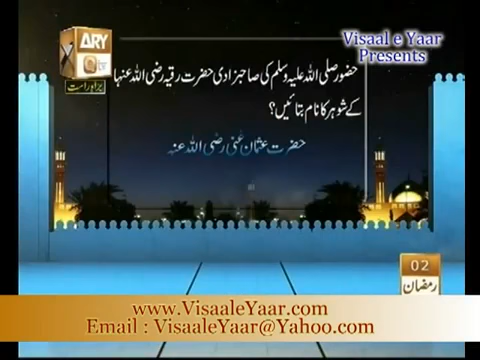 ARY
Qtv
براہ راست
Visaal e Yaar
Presents
حضور صلی اللہ علیہ وسلم کی صاحبزادی حضرت رقیہ رضی اللہ عنہا
کے شوہر کا نام بتائیں؟
حضرت عثمان غنی رضی اللہ عنہ
02
رمضان
www.VisaaleYaar.com
Email : VisaaleYaar@Yahoo.com